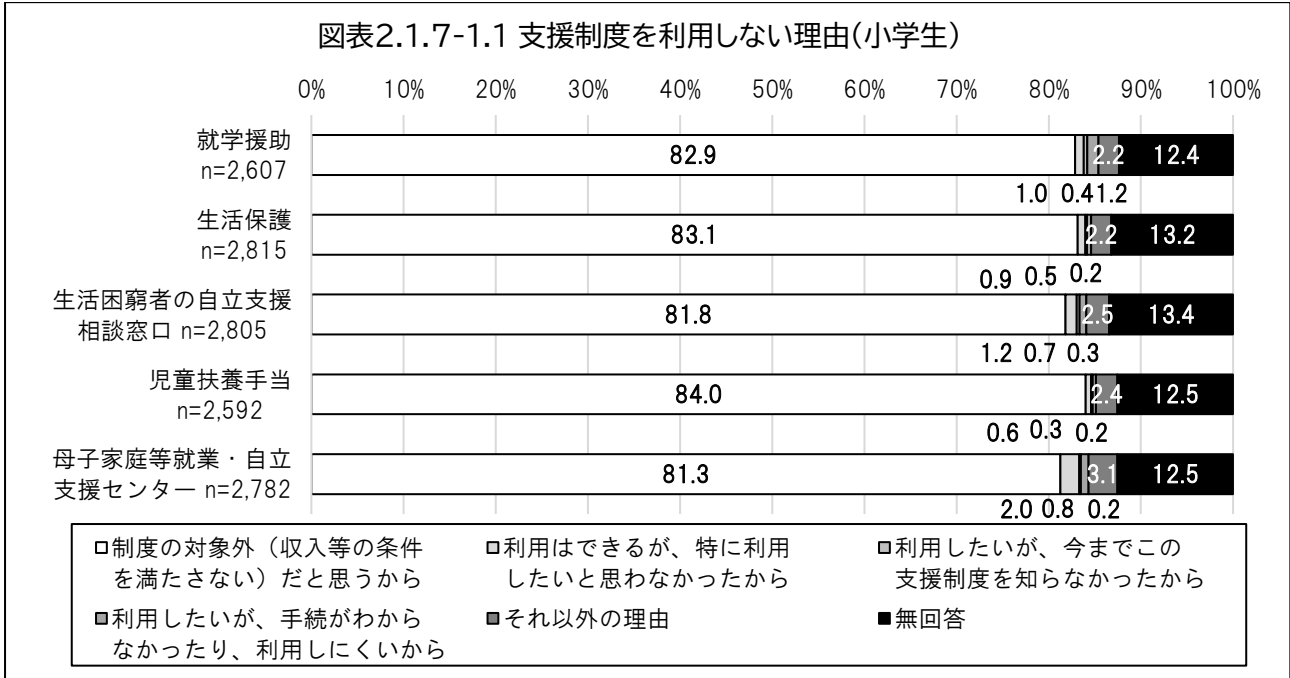 図表2.1.7-1.1 支援制度を利用しない理由(小学生)
0% 10% 20% 30% 40% 50% 60% 70% 80% 90% 100%
就学援助
n=2,607
82.9 2.2 12.4
1.0 0.4 1.2
生活保護
n=2,815
83.1 2.2 13.2
0.9 0.5 0.2
生活困窮者の自立支援
相談窓口 n=2,805
81.8 2.5 13.4
1.2 0.7 0.3
児童扶養手当
n=2,592
84.0 2.4 12.5
0.6 0.3 0.2
母子家庭等就業・自立
支援センター n=2,782
81.3 3.1 12.5
2.0 0.8 0.2
制度の対象外（収入等の条件
を満たさない）だと思うから
利用はできるが、特に利用
したいと思わなかったから
利用したいが、今までこの
支援制度を知らなかったから
利用したいが、手続がわから
なかったり、利用しにくいから
それ以外の理由
無回答